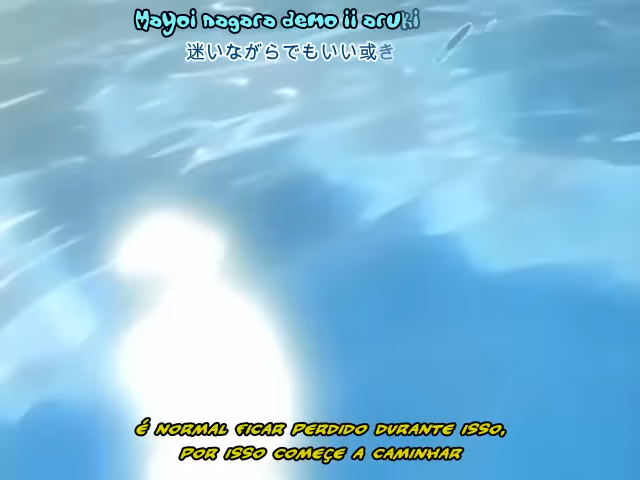 Mayoi nagara demo ii aruki
迷いながらでもいい或き
É NORMAL FICAR PERDIDO DURANTE ISSO,
POR ISSO COMEÇE A CAMINHAR